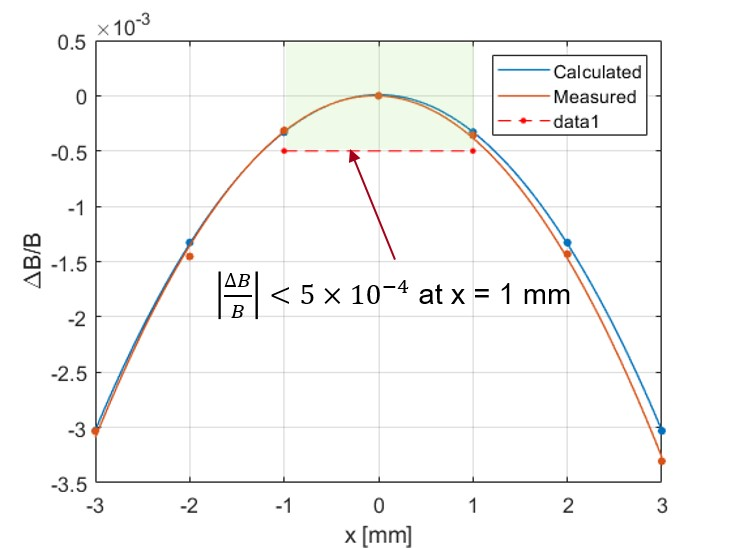 ×10⁻³
0.5
0
-0.5
-1
-1.5
-2
-2.5
-3
-3.5
ΔB/B
Calculated
Measured
data1
|ΔB/B| < 5 × 10⁻⁴ at x = 1 mm
-3 -2 -1 0 1 2 3
x [mm]